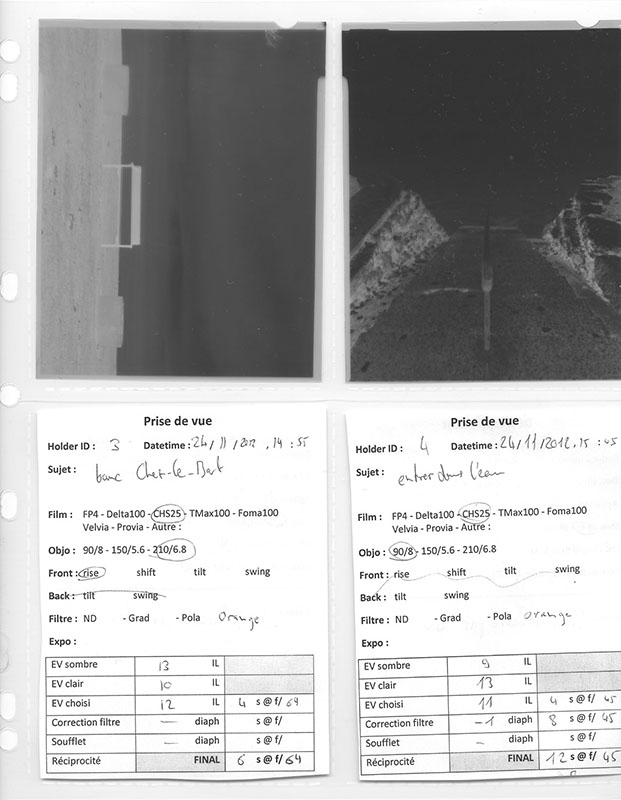 Prise de vue
Holder ID : 3 Datetime : 24/11/2012, 14:55
Sujet : banc Chez-le-Bart
Film : FP4 - Delta100 - CHS25 - TMax100 - Foma100
Velvia - Provia - Autre :
Objo : 90/8 - 150/5.6 - 210/6.8
Front : rise shift tilt swing
Back : tilt swing
Filtre : ND - Grad - Pola Orange
Expo :
EV sombre 13 IL
EV clair 10 IL
EV choisi 12 IL 4 s @ f/ 64
Correction filtre — diaph s @ f/
Soufflet — diaph s @ f/
Réciprocité FINAL 6 s @ f/ 64
Prise de vue
Holder ID : 4 Datetime : 24/11/2012, 15:45
Sujet : entrer dans l'eau
Film : FP4 - Delta100 - CHS25 - TMax100 - Foma100
Velvia - Provia - Autre :
Objo : 90/8 - 150/5.6 - 210/6.8
Front : rise shift tilt swing
Back : tilt swing
Filtre : ND - Grad - Pola orange
Expo :
EV sombre 9 IL
EV clair 13 IL
EV choisi 11 IL 4 s @ f/ 45
Correction filtre -1 diaph 8 s @ f/ 45
Soufflet - diaph s @ f/
Réciprocité FINAL 12 s @ f/ 45